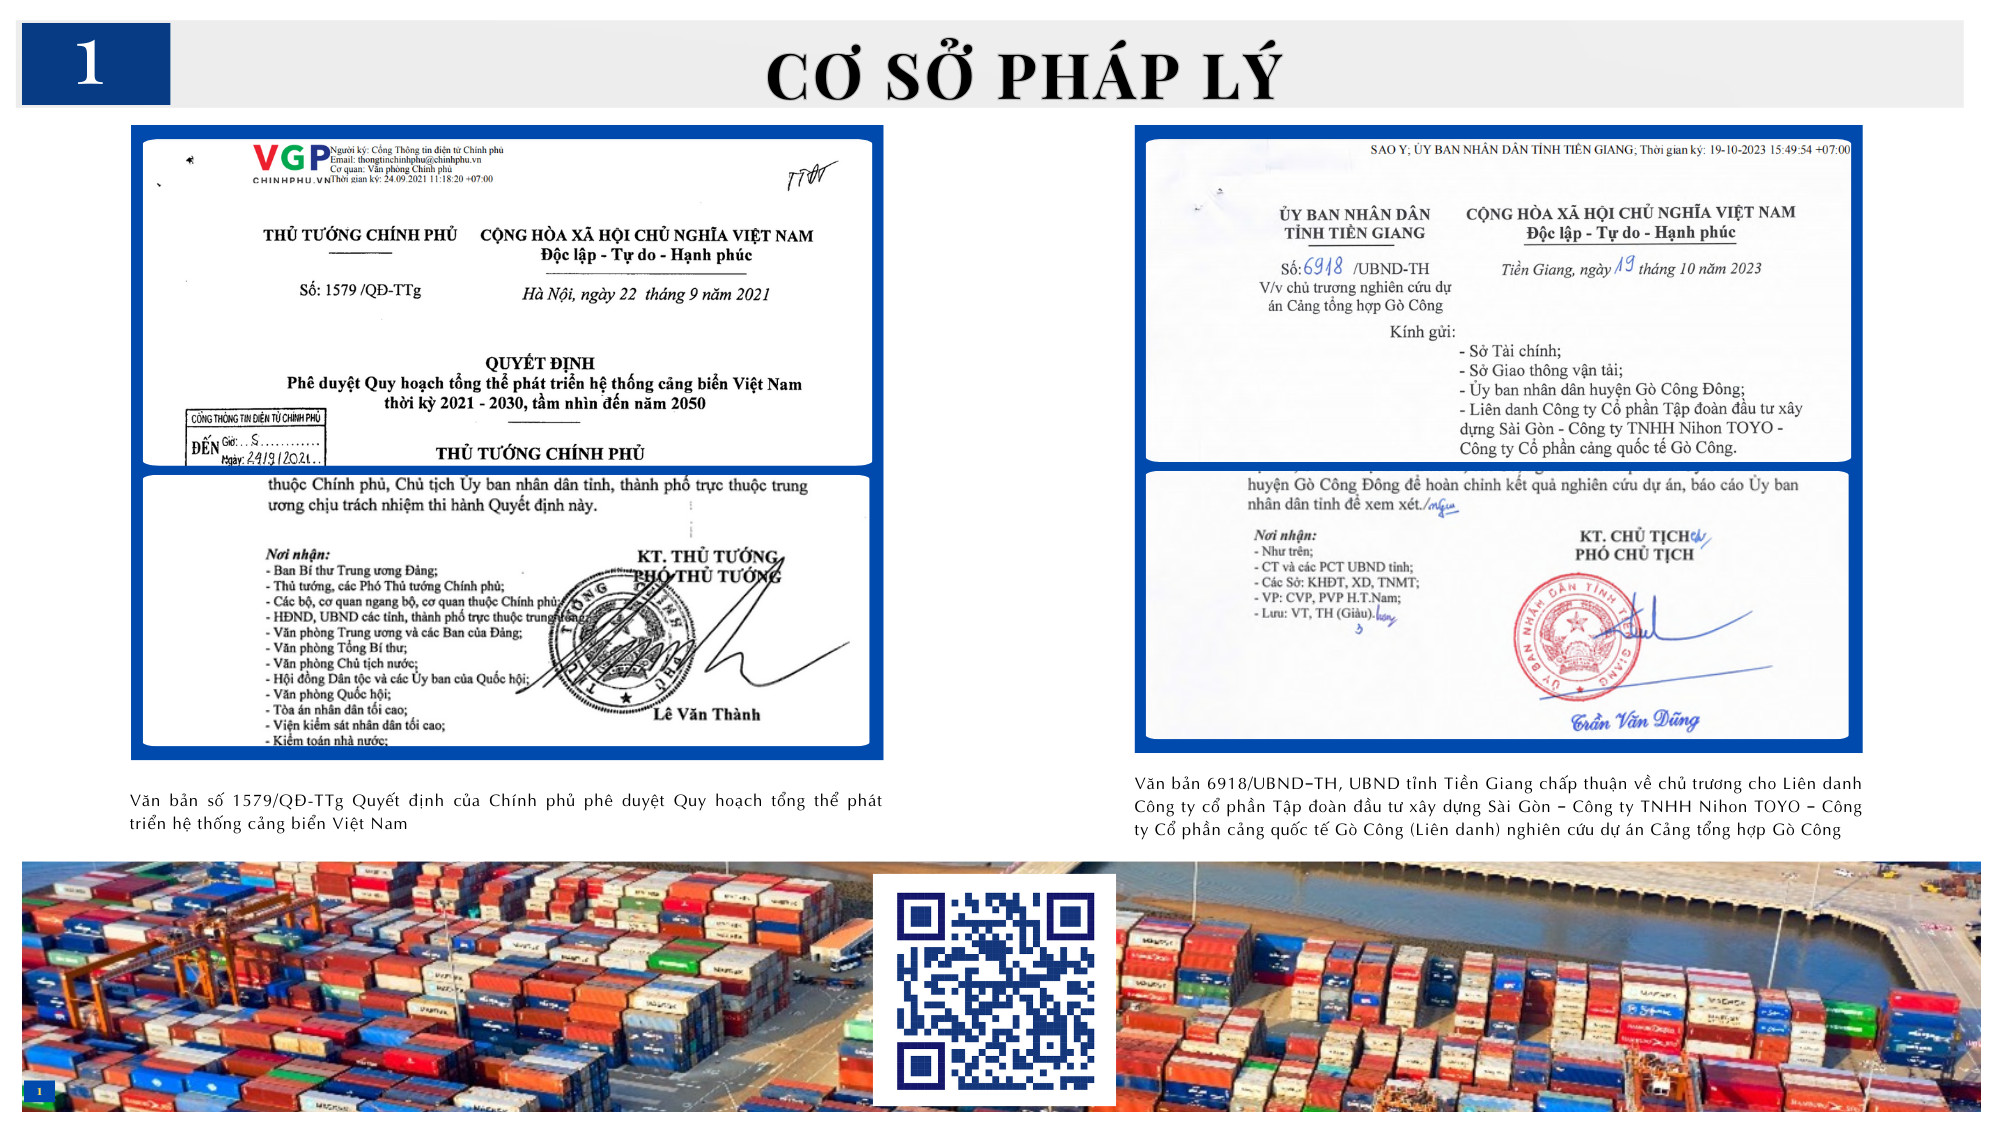 1
CƠ SỞ PHÁP LÝ
VGP
CHINHPHU.VN
Người ký: Cổng Thông tin điện tử Chính phủ
Email: thongtinchinhphu@chinhphu.vn
Cơ quan: Văn phòng Chính phủ
Thời gian ký: 24.09.2021 11:18:20 +07:00
TTĐT
THỦ TƯỚNG CHÍNH PHỦ
CỘNG HÒA XÃ HỘI CHỦ NGHĨA VIỆT NAM
Độc lập - Tự do - Hạnh phúc
Số: 1579 /QĐ-TTg
Hà Nội, ngày 22 tháng 9 năm 2021
QUYẾT ĐỊNH
Phê duyệt Quy hoạch tổng thể phát triển hệ thống cảng biển Việt Nam
thời kỳ 2021 - 2030, tầm nhìn đến năm 2050
CỔNG THÔNG TIN ĐIỆN TỬ CHÍNH PHỦ
ĐẾN
Giờ: ..S............
Ngày: 24/9/2021..
THỦ TƯỚNG CHÍNH PHỦ
thuộc Chính phủ, Chủ tịch Ủy ban nhân dân tỉnh, thành phố trực thuộc trung
ương chịu trách nhiệm thi hành Quyết định này.
Nơi nhận:
- Ban Bí thư Trung ương Đảng;
- Thủ tướng, các Phó Thủ tướng Chính phủ;
- Các bộ, cơ quan ngang bộ, cơ quan thuộc Chính phủ;
- HĐND, UBND các tỉnh, thành phố trực thuộc trung ương;
- Văn phòng Trung ương và các Ban của Đảng;
- Văn phòng Tổng Bí thư;
- Văn phòng Chủ tịch nước;
- Hội đồng Dân tộc và các Ủy ban của Quốc hội;
- Văn phòng Quốc hội;
- Tòa án nhân dân tối cao;
- Viện kiểm sát nhân dân tối cao;
- Kiểm toán nhà nước;
KT. THỦ TƯỚNG
PHÓ THỦ TƯỚNG
THỦ TƯỚNG CHÍNH PHỦ
Lê Văn Thành
Văn bản số 1579/QĐ-TTg Quyết định của Chính phủ phê duyệt Quy hoạch tổng thể phát
triển hệ thống cảng biển Việt Nam
SAO Y; ỦY BAN NHÂN DÂN TỈNH TIỀN GIANG; Thời gian ký: 19-10-2023 15:49:54 +07:00
ỦY BAN NHÂN DÂN
TỈNH TIỀN GIANG
CỘNG HÒA XÃ HỘI CHỦ NGHĨA VIỆT NAM
Độc lập - Tự do - Hạnh phúc
Số: 6918 /UBND-TH
V/v chủ trương nghiên cứu dự
án Cảng tổng hợp Gò Công
Tiền Giang, ngày 19 tháng 10 năm 2023
Kính gửi:
- Sở Tài chính;
- Sở Giao thông vận tải;
- Ủy ban nhân dân huyện Gò Công Đông;
- Liên danh Công ty Cổ phần Tập đoàn đầu tư xây
dựng Sài Gòn - Công ty TNHH Nihon TOYO -
Công ty Cổ phần cảng quốc tế Gò Công.
huyện Gò Công Đông để hoàn chỉnh kết quả nghiên cứu dự án, báo cáo Ủy ban
nhân dân tỉnh để xem xét./
Nơi nhận:
- Như trên;
- CT và các PCT UBND tỉnh;
- Các Sở: KHĐT, XD, TNMT;
- VP: CVP, PVP H.T.Nam;
- Lưu: VT, TH (Giàu).
3
KT. CHỦ TỊCH
PHÓ CHỦ TỊCH
ỦY BAN NHÂN DÂN TỈNH TIỀN GIANG
Trần Văn Dũng
Văn bản 6918/UBND–TH, UBND tỉnh Tiền Giang chấp thuận về chủ trương cho Liên danh
Công ty cổ phần Tập đoàn đầu tư xây dựng Sài Gòn – Công ty TNHH Nihon TOYO – Công
ty Cổ phần cảng quốc tế Gò Công (Liên danh) nghiên cứu dự án Cảng tổng hợp Gò Công
1